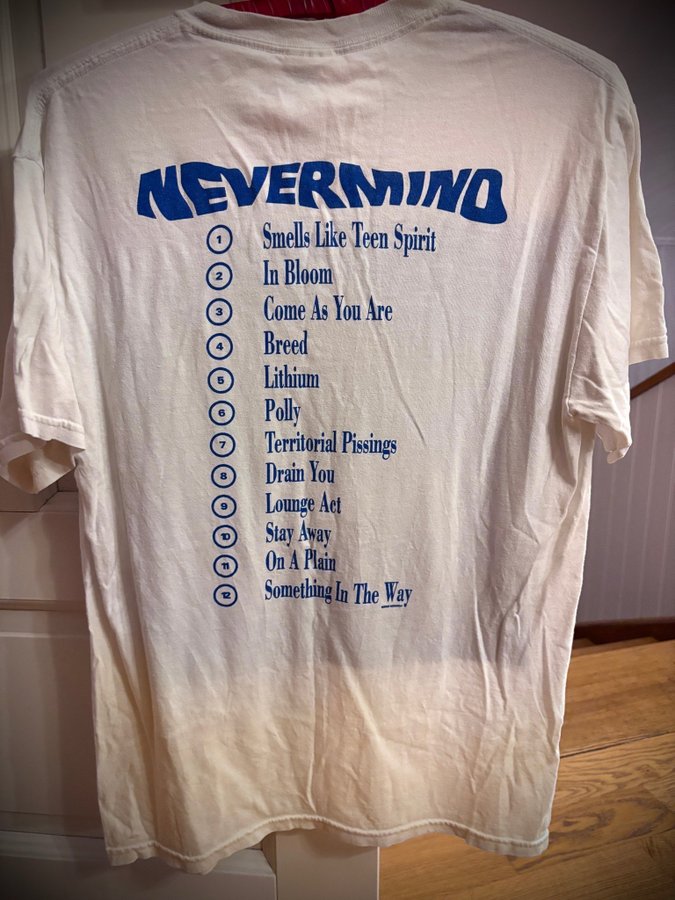 NEVERMIND
1 Smells Like Teen Spirit
2 In Bloom
3 Come As You Are
4 Breed
5 Lithium
6 Polly
7 Territorial Pissings
8 Drain You
9 Lounge Act
10 Stay Away
11 On A Plain
12 Something In The Way